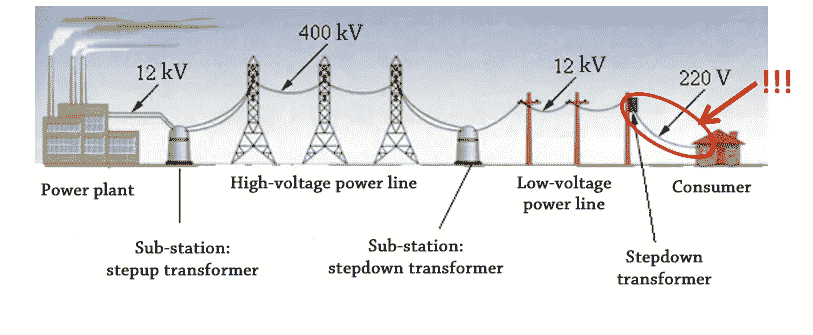 400 kV
12 kV
12 kV
220 V
!!!
Power plant
High-voltage power line
Low-voltage
power line
Consumer
Sub-station:
stepup transformer
Sub-station:
stepdown transformer
Stepdown
transformer